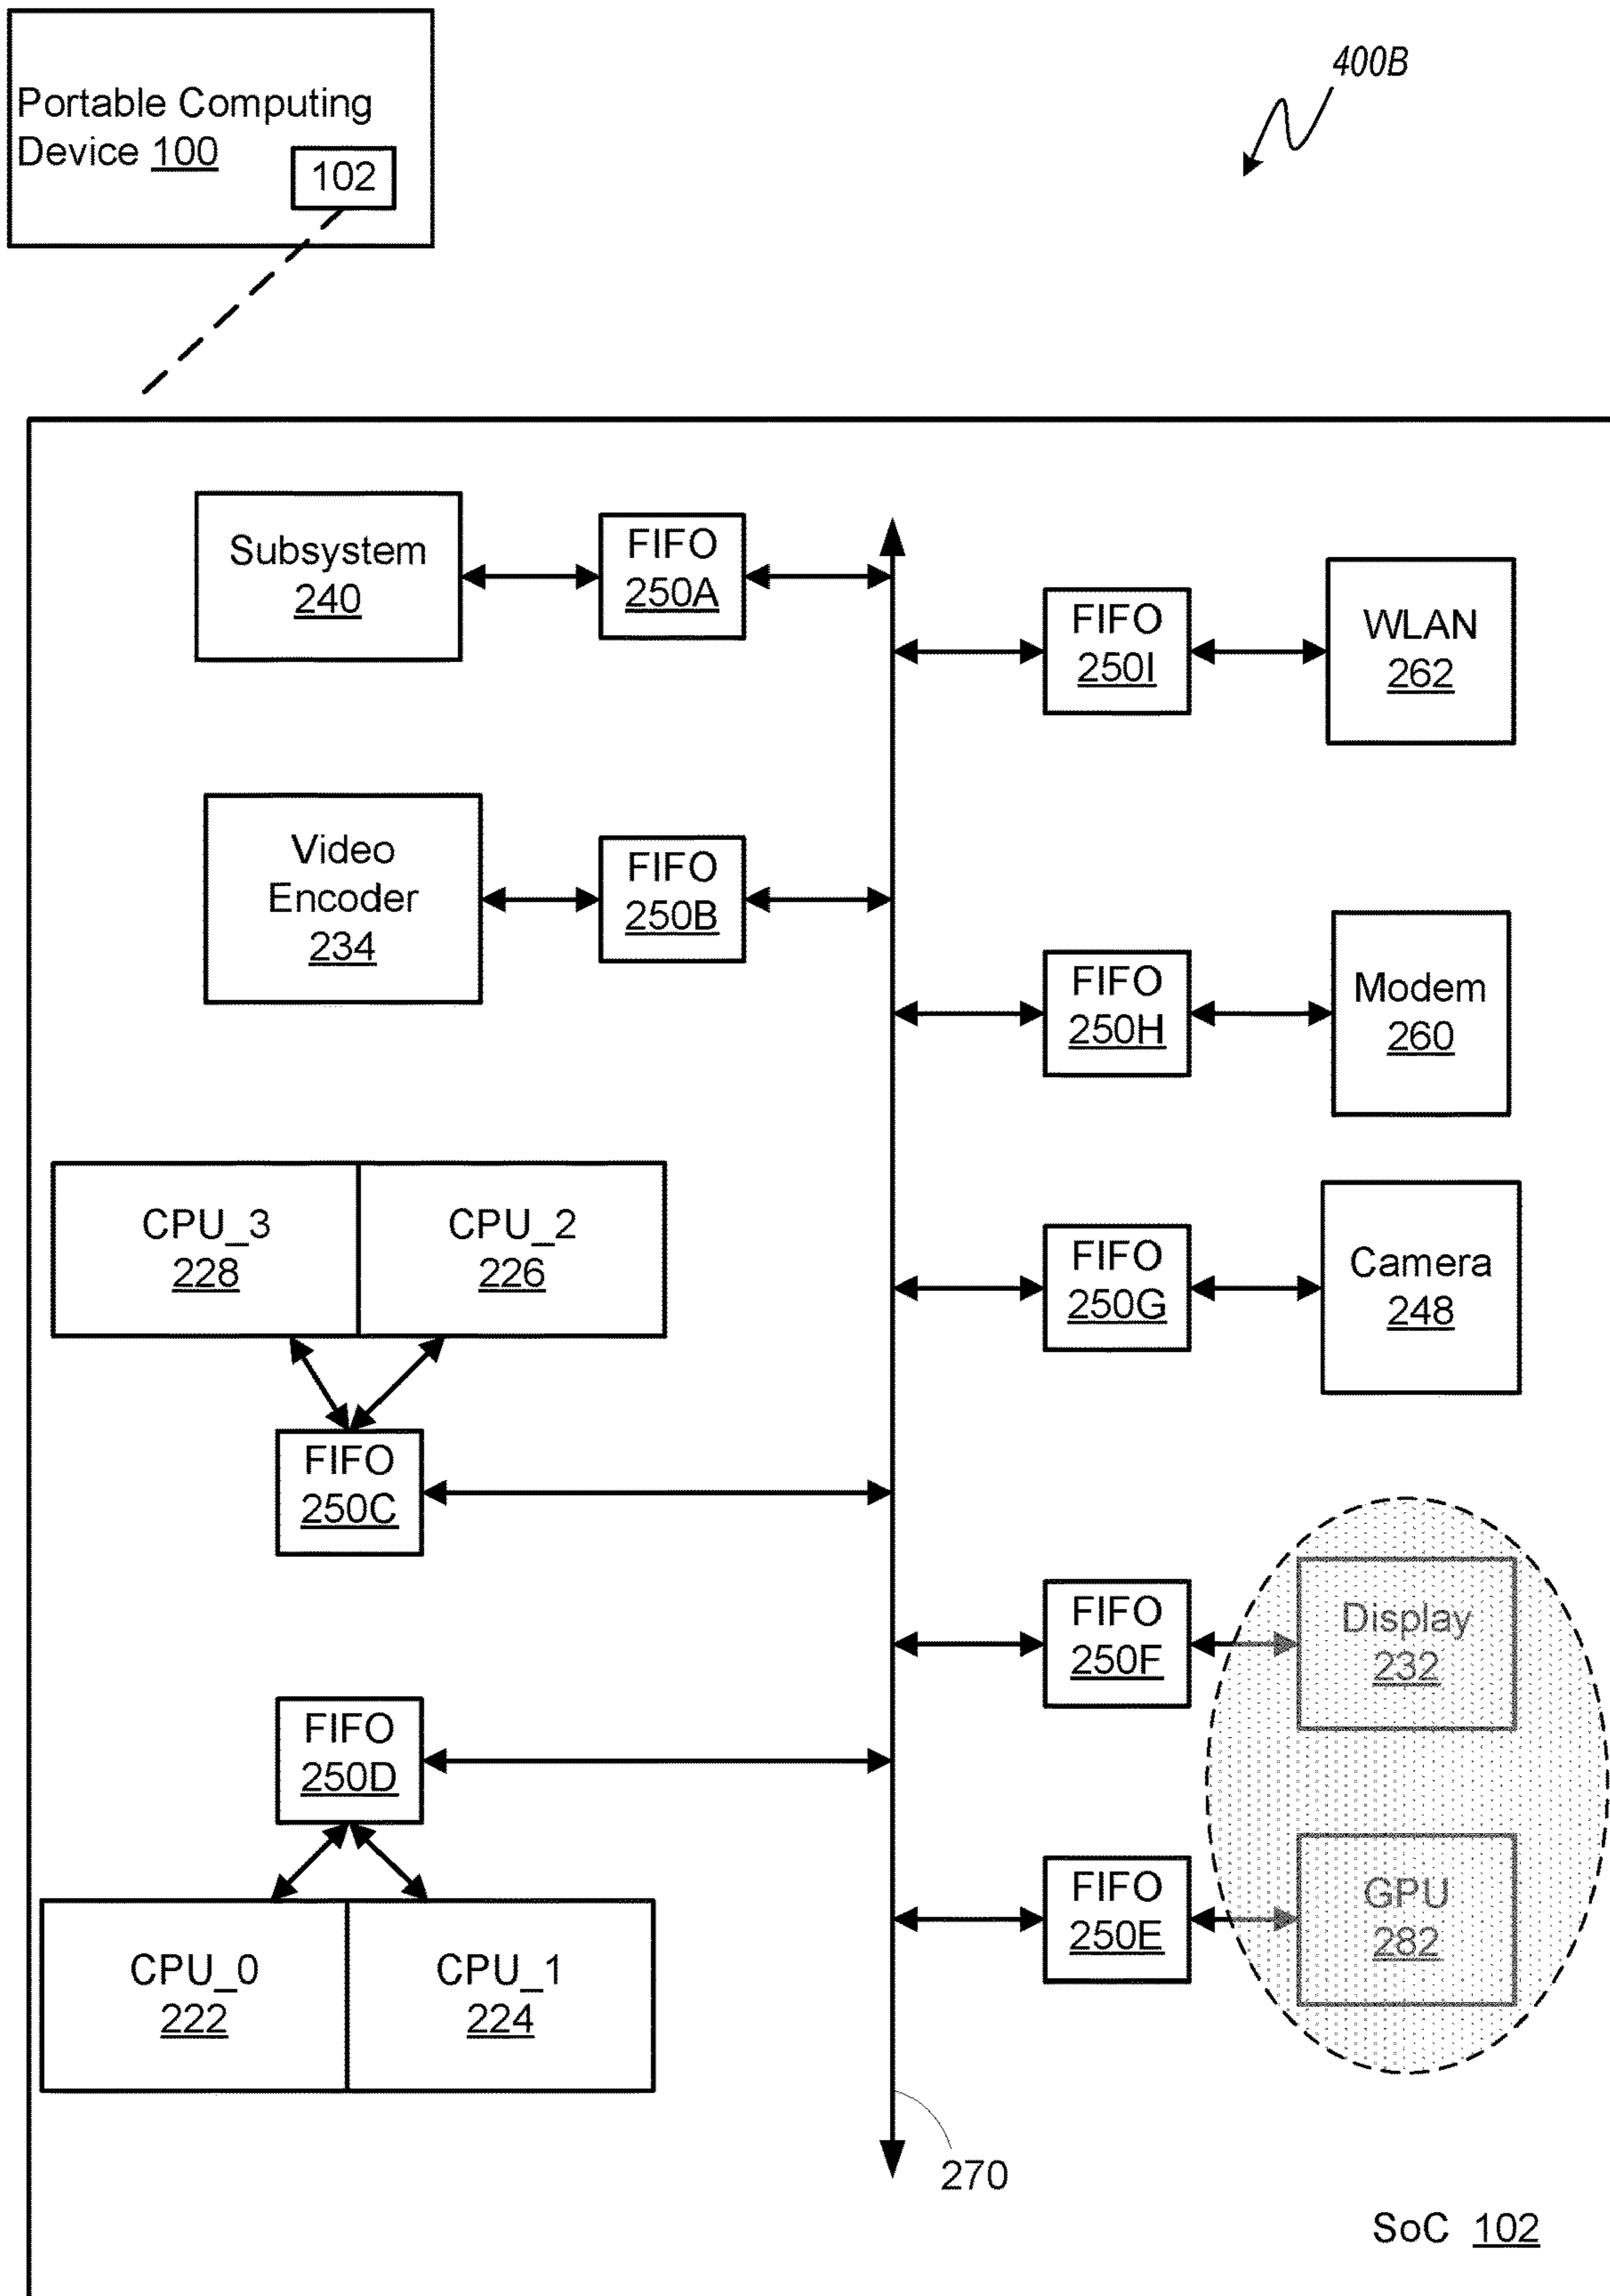 400B
Portable Computing
Device 100
102
Subsystem
240
FIFO
250A
FIFO
250I
WLAN
262
Video
Encoder
234
FIFO
250B
FIFO
250H
Modem
260
CPU_3
228
CPU_2
226
FIFO
250G
Camera
248
FIFO
250C
FIFO
250F
Display
232
FIFO
250D
FIFO
250E
GPU
282
CPU_0
222
CPU_1
224
270
SoC 102